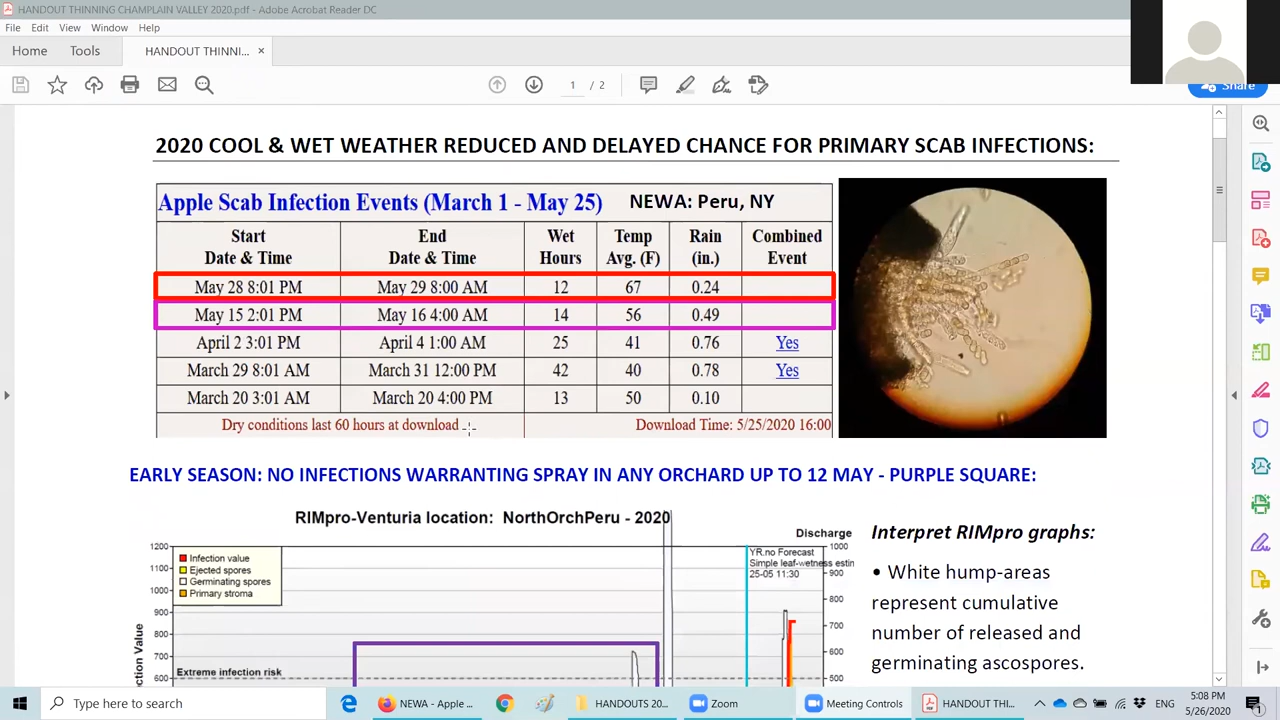 HANDOUT THINNING CHAMPLAIN VALLEY 2020.pdf - Adobe Acrobat Reader DC
File Edit View Window Help
Home Tools HANDOUT THINNI... ×
1 / 2
Share
2020 COOL & WET WEATHER REDUCED AND DELAYED CHANCE FOR PRIMARY SCAB INFECTIONS:
Apple Scab Infection Events (March 1 - May 25) NEWA: Peru, NY
Start Date & Time End Date & Time Wet Hours Temp Avg. (F) Rain (in.) Combined Event
May 28 8:01 PM May 29 8:00 AM 12 67 0.24
May 15 2:01 PM May 16 4:00 AM 14 56 0.49
April 2 3:01 PM April 4 1:00 AM 25 41 0.76 Yes
March 29 8:01 AM March 31 12:00 PM 42 40 0.78 Yes
March 20 3:01 AM March 20 4:00 PM 13 50 0.10
Dry conditions last 60 hours at download Download Time: 5/25/2020 16:00
EARLY SEASON: NO INFECTIONS WARRANTING SPRAY IN ANY ORCHARD UP TO 12 MAY - PURPLE SQUARE:
RIMpro-Venturia location: NorthOrchPeru - 2020
Discharge
1200
1100
1000
900
800
700
600
Infection value
Ejected spores
Germinating spores
Primary stroma
Extreme infection risk
YR.no Forecast
Simple leaf-wetness estin
25-05 11:30
1000
900
800
700
600
500
ction Value
Interpret RIMpro graphs:
• White hump-areas
represent cumulative
number of released and
germinating ascospores.
Type here to search
NEWA - Apple ...
HANDOUTS 20...
Zoom
Meeting Controls
HANDOUT THI...
ENG
5:08 PM
5/26/2020
1